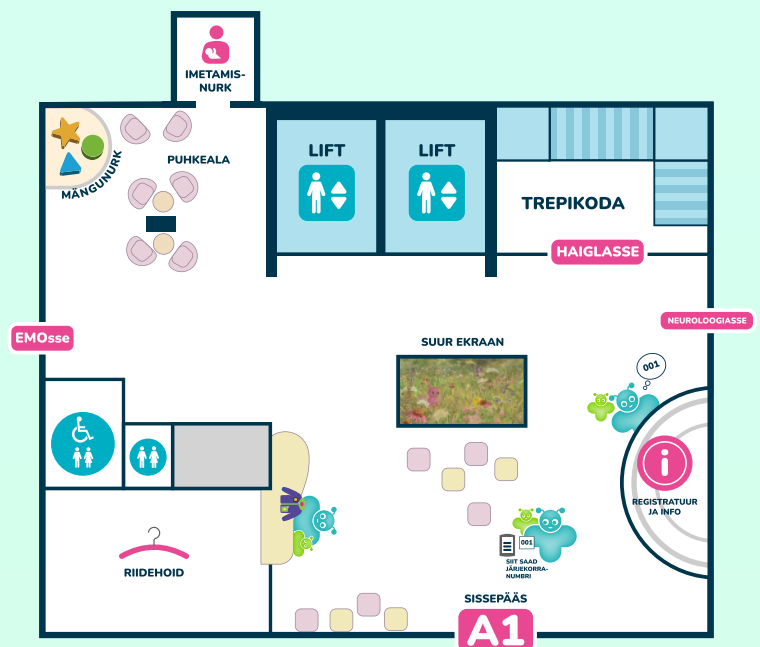 IMETAMIS-
NURK
PUHKEALA
MÄNGUNURK
LIFT
LIFT
TREPIKODA
HAIGLASSE
EMOsse
NEUROLOOGIASSE
SUUR EKRAAN
001
REGISTRATUUR
JA INFO
001
SIIT SAAD
JÄRJEKORRA-
NUMBRI
RIIDEHOID
SISSEPÄÄS
A1